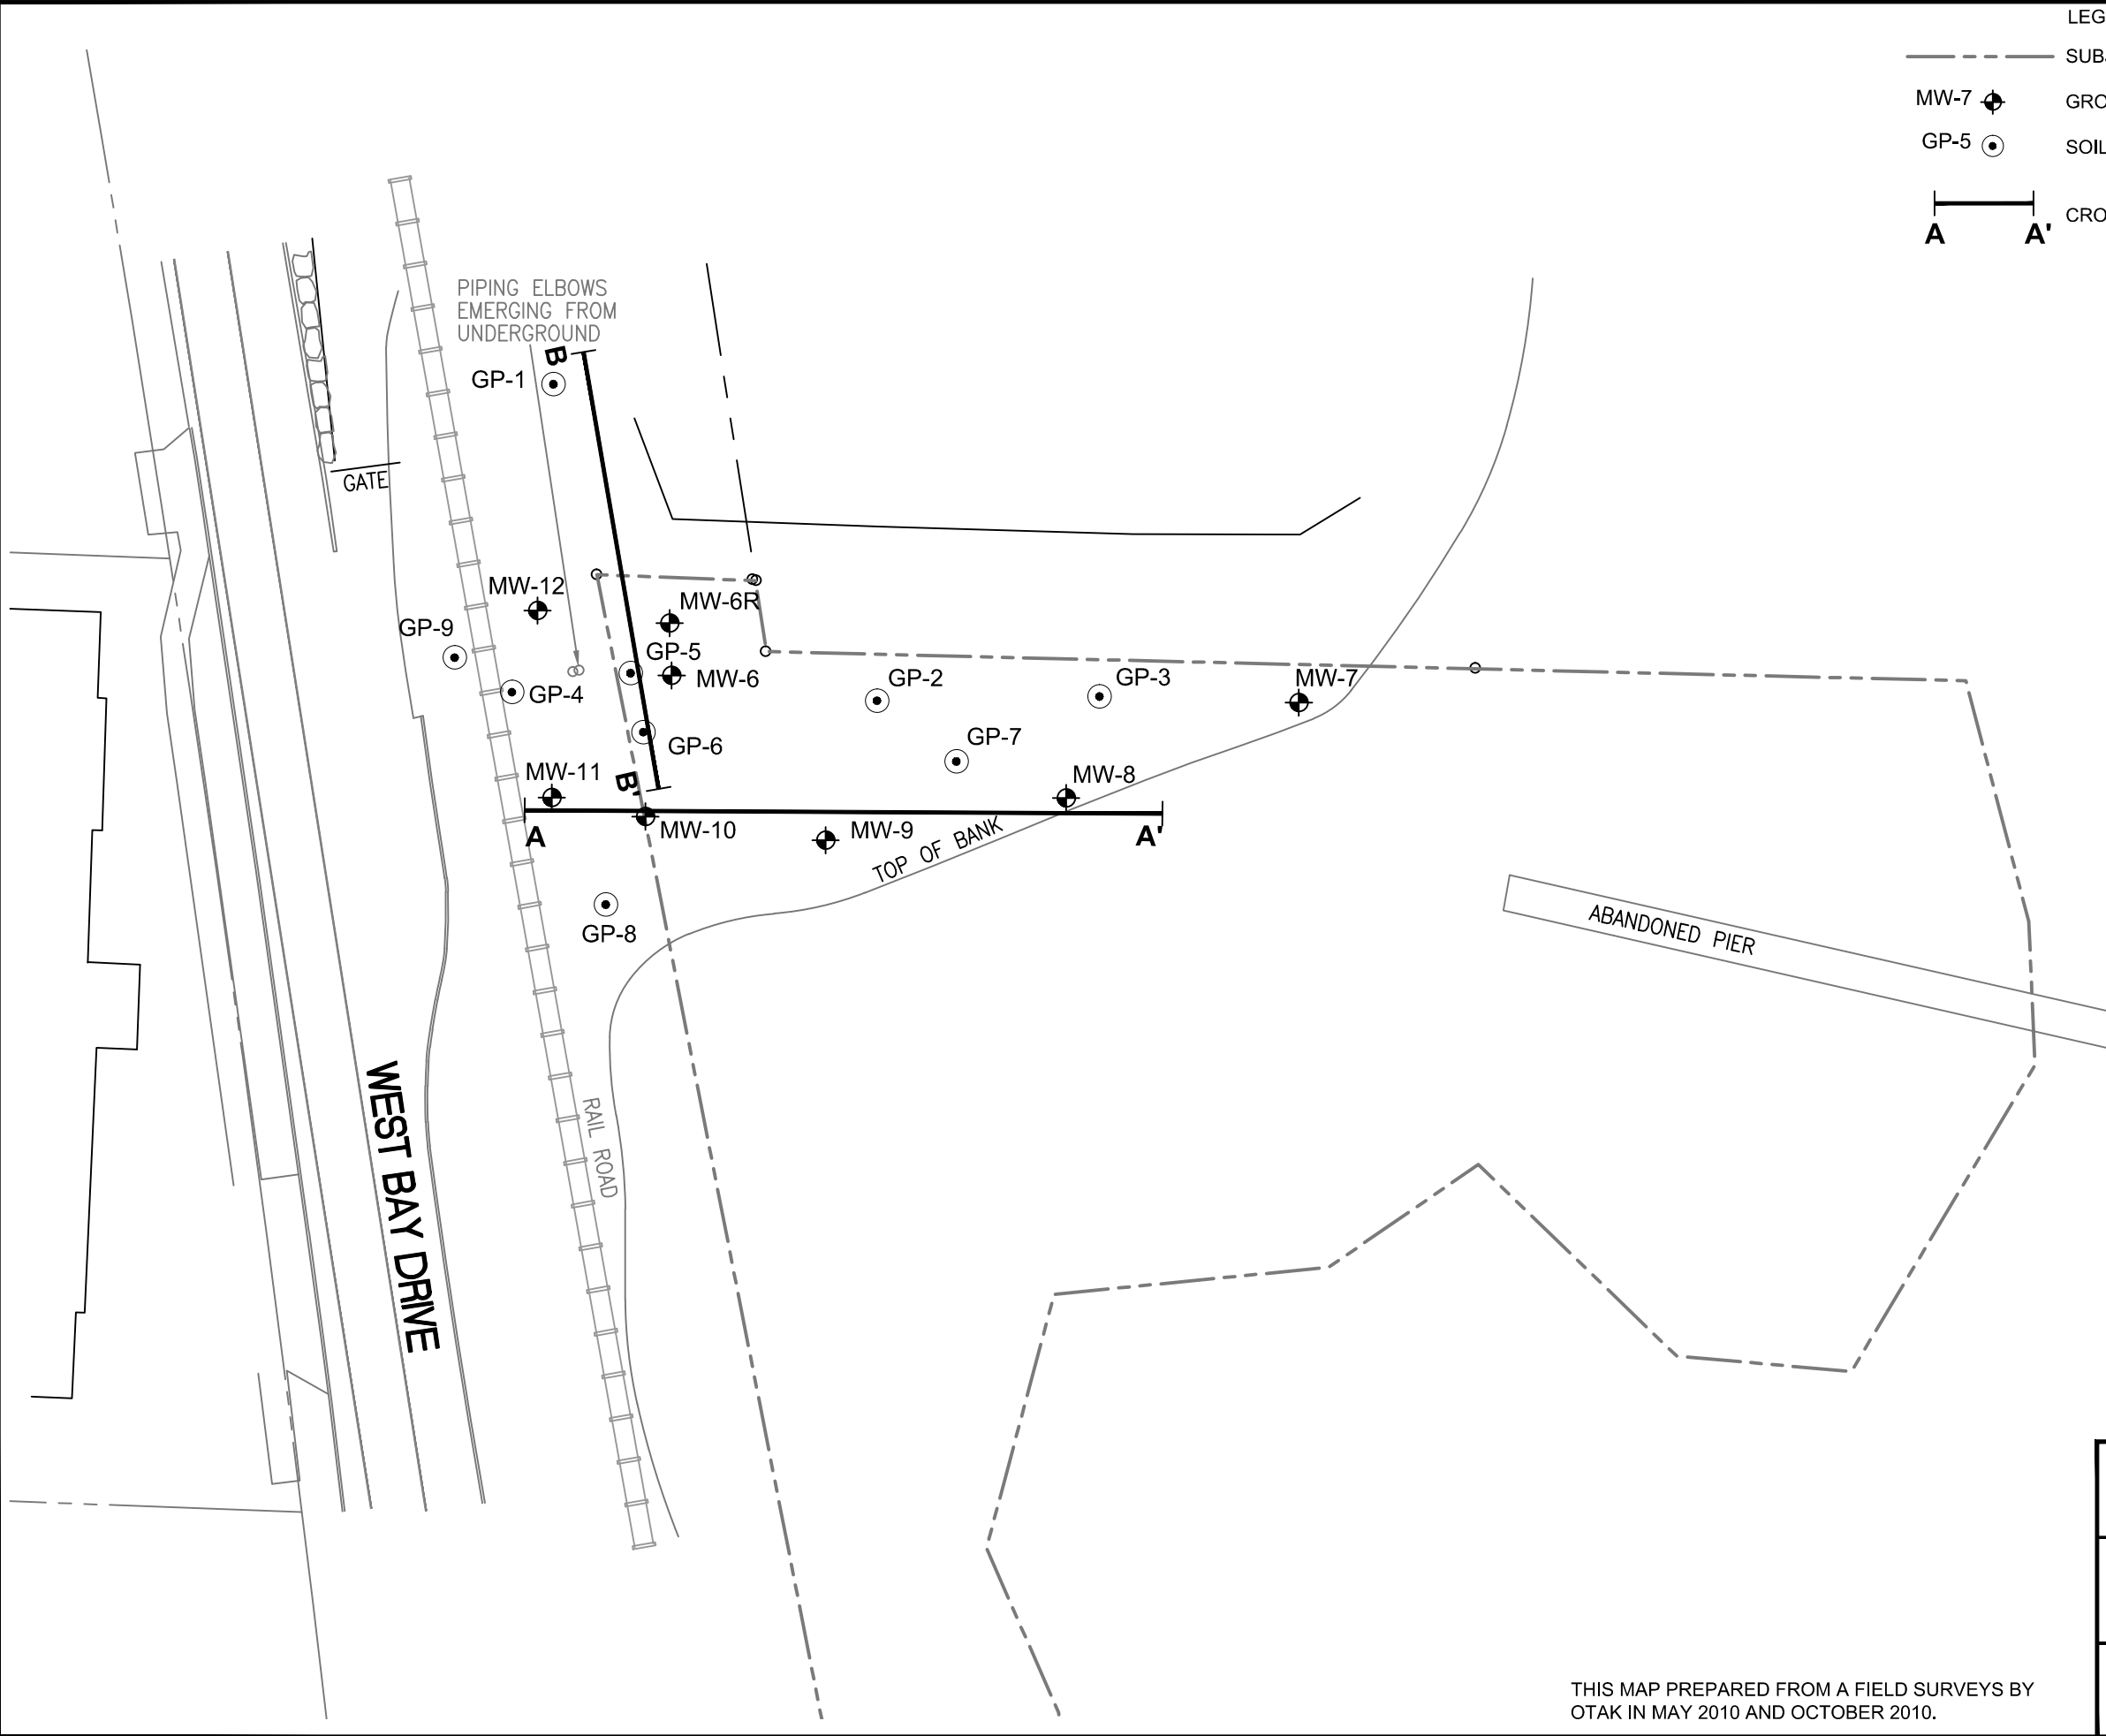 LEG
SUB
MW-7
GRO
GP-5
SOIL
CRO
A A'
PIPING ELBOWS
EMERGING FROM
UNDERGROUND
B
GP-1
GATE
MW-12
MW-6R
GP-9
GP-5
MW-6
GP-4
GP-2
GP-3
MW-7
GP-6
GP-7
MW-11
B'
MW-8
A
MW-10
MW-9
A'
TOP OF BANK
GP-8
ABANDONED PIER
WEST BAY DRIVE
RAIL ROAD
THIS MAP PREPARED FROM A FIELD SURVEYS BY
OTAK IN MAY 2010 AND OCTOBER 2010.